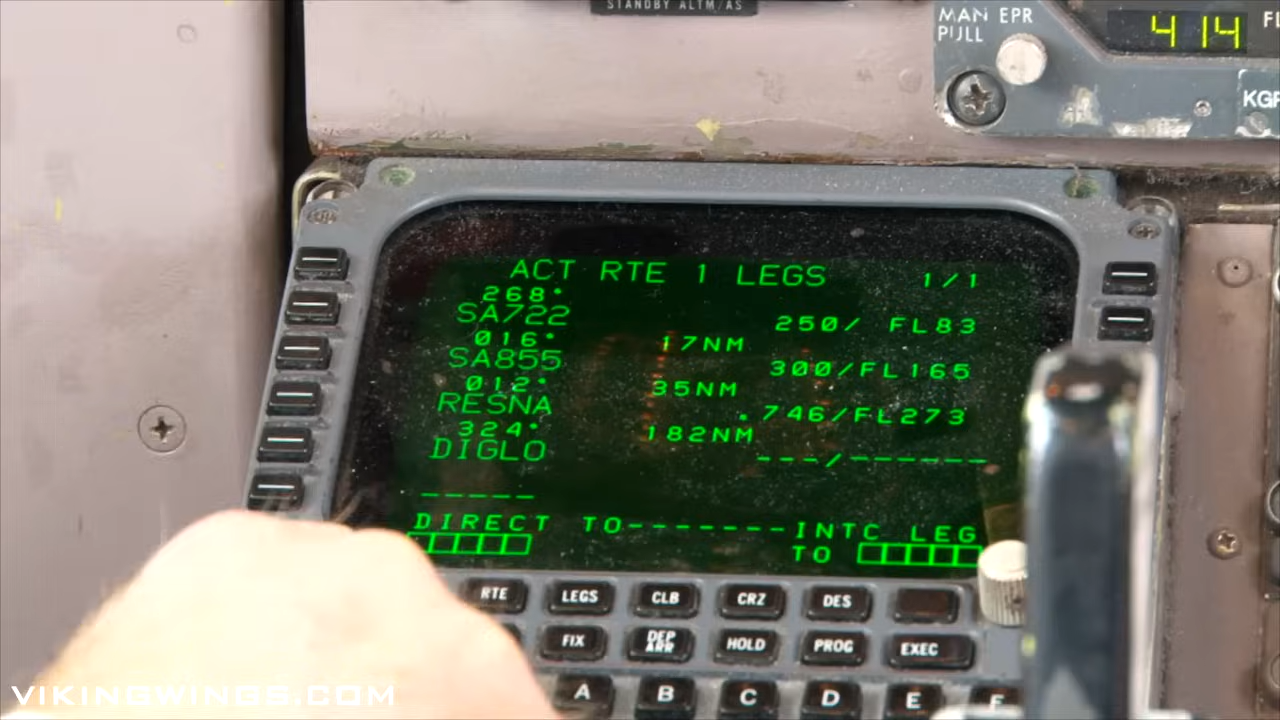 STANDBY ALTM/AS
MAN EPR
PULL
414
ACT RTE 1 LEGS 1/1
268°
SA722 250/ FL83
016° 17NM
SA855 300/FL165
012° 35NM
RESNA .746/FL273
324° 182NM
DIGLO ---/------
-----
DIRECT TO-------INTC LEG
TO
RTE LEGS CLB CRZ DES
FIX DEP ARR HOLD PROG EXEC
A B C D E F
VIKINGWINGS.COM